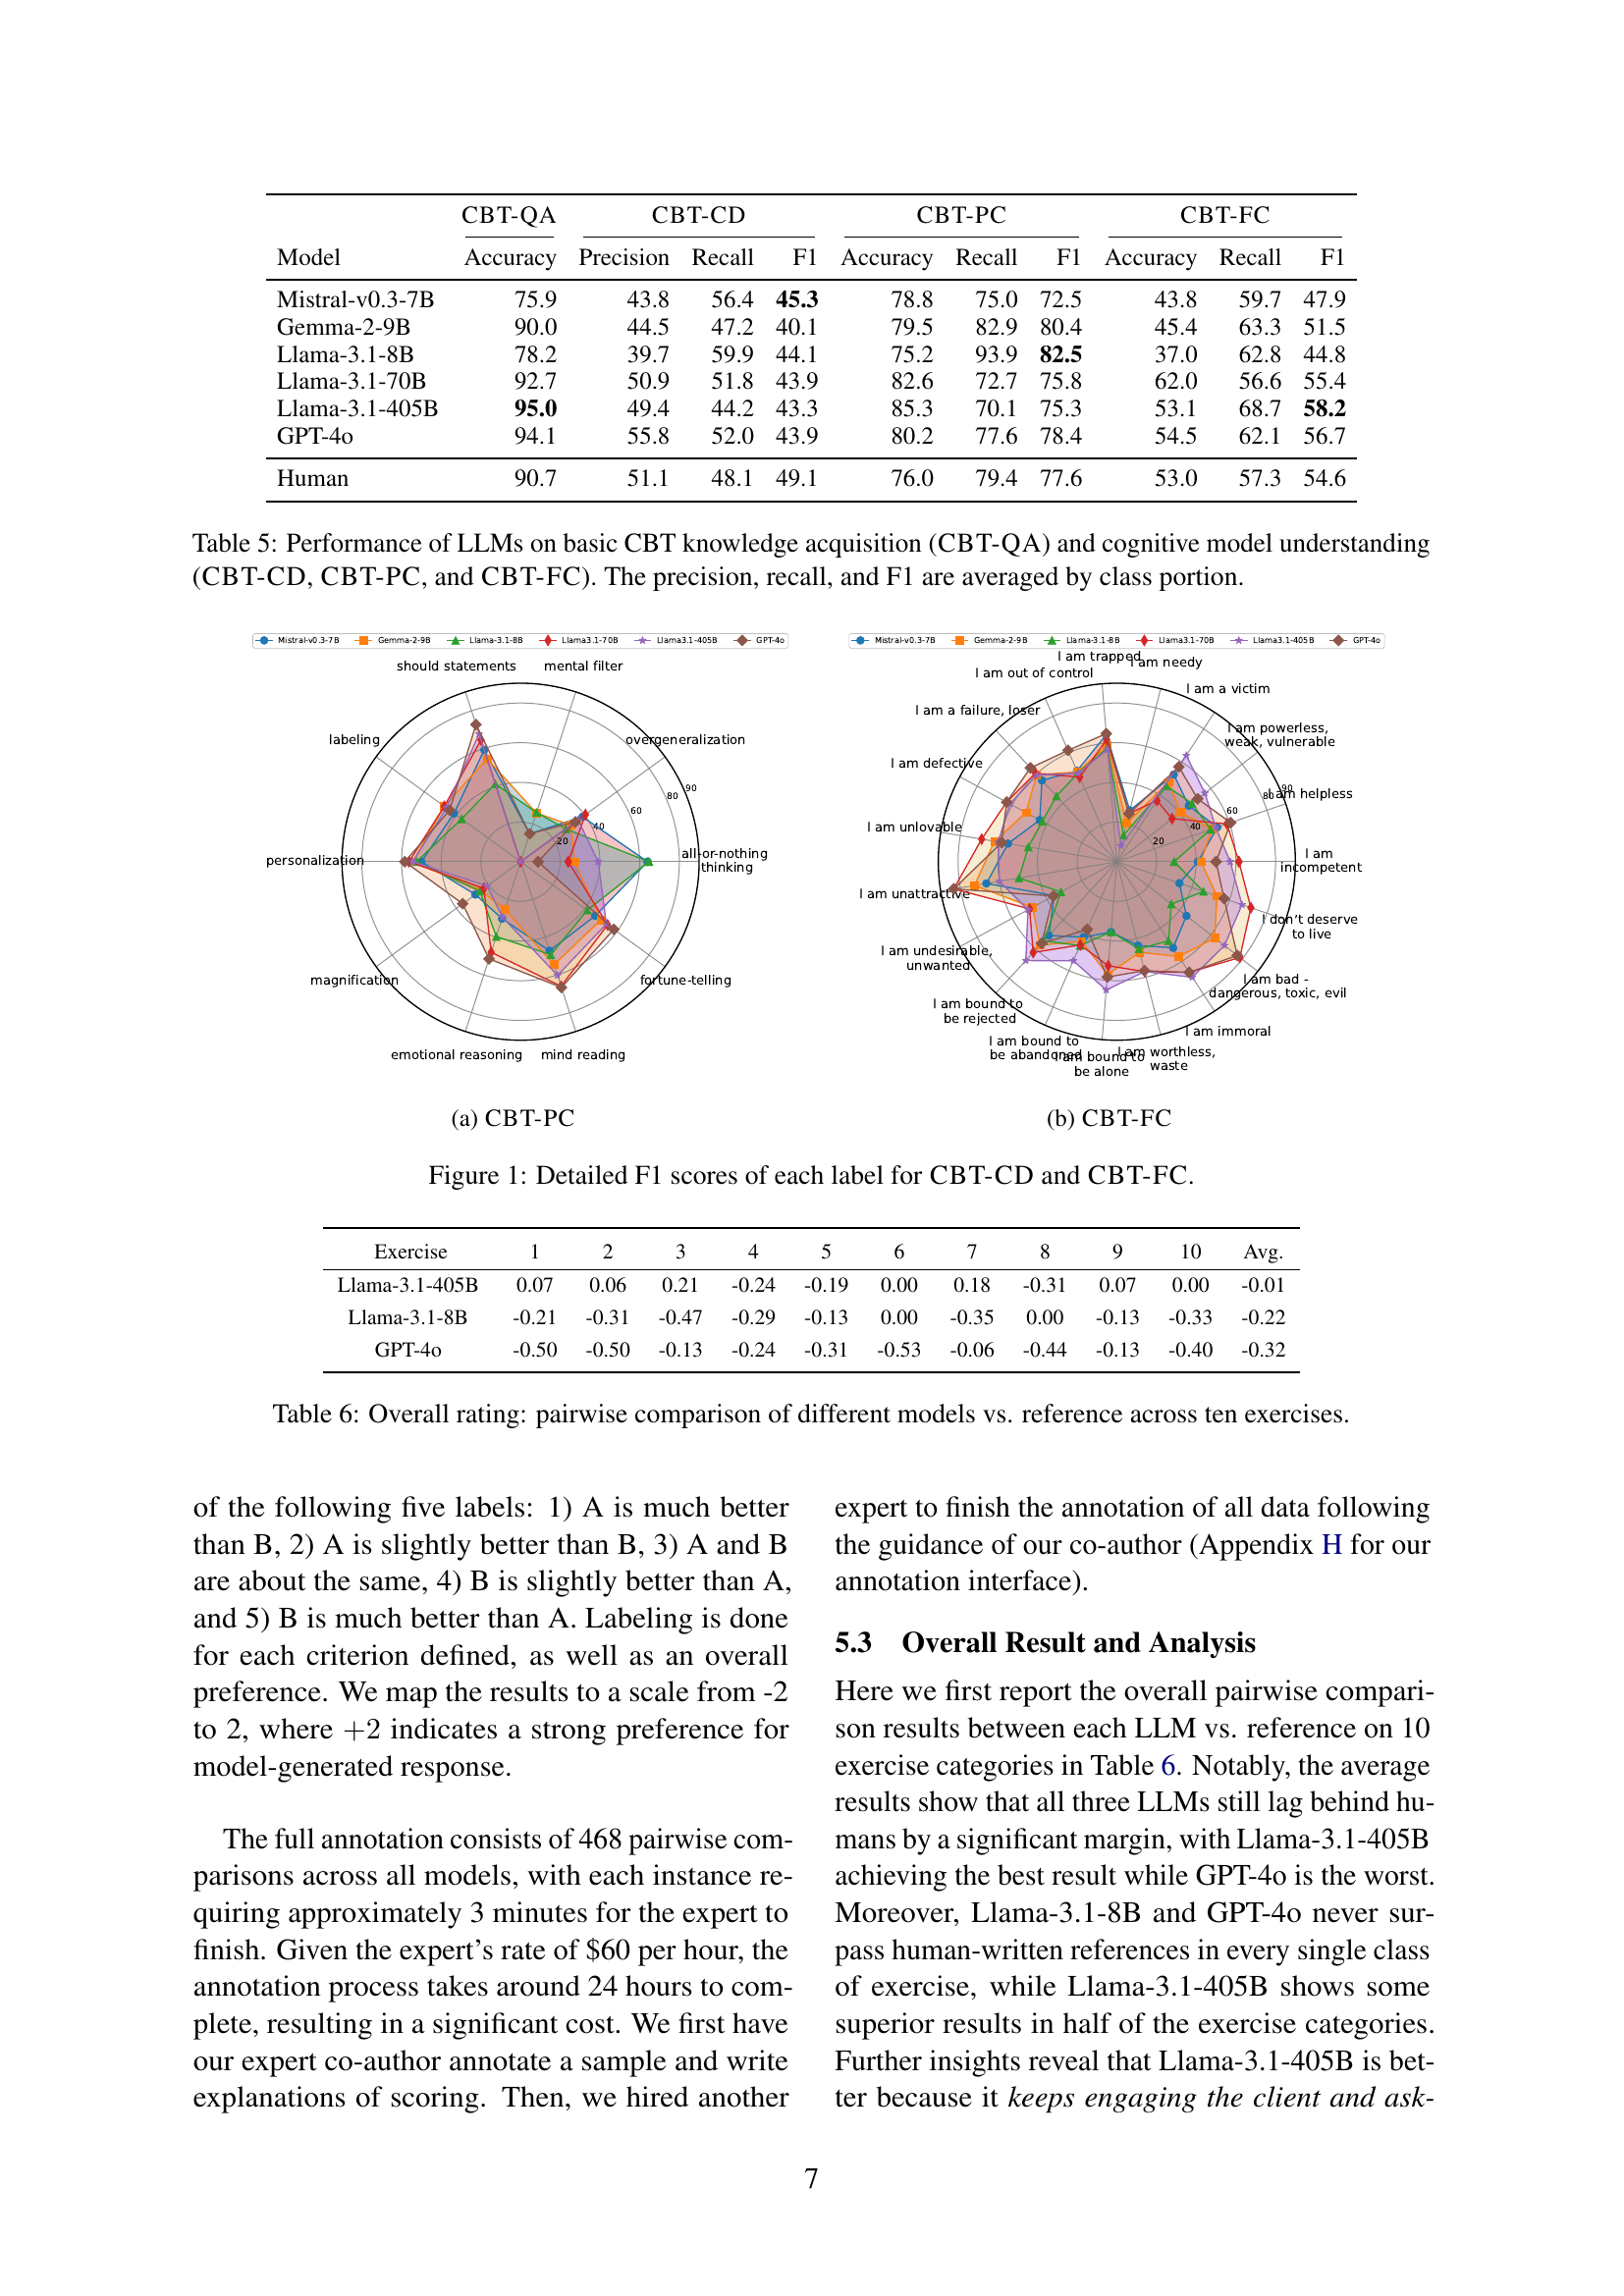 CBT-QA CBT-CD CBT-PC CBT-FC
Model Accuracy Precision Recall F1 Accuracy Recall F1 Accuracy Recall F1
Mistral-v0.3-7B 75.9 43.8 56.4 45.3 78.8 75.0 72.5 43.8 59.7 47.9
Gemma-2-9B 90.0 44.5 47.2 40.1 79.5 82.9 80.4 45.4 63.3 51.5
Llama-3.1-8B 78.2 39.7 59.9 44.1 75.2 93.9 82.5 37.0 62.8 44.8
Llama-3.1-70B 92.7 50.9 51.8 43.9 82.6 72.7 75.8 62.0 56.6 55.4
Llama-3.1-405B 95.0 49.4 44.2 43.3 85.3 70.1 75.3 53.1 68.7 58.2
GPT-4o 94.1 55.8 52.0 43.9 80.2 77.6 78.4 54.5 62.1 56.7
Human 90.7 51.1 48.1 49.1 76.0 79.4 77.6 53.0 57.3 54.6
Table 5: Performance of LLMs on basic CBT knowledge acquisition (CBT-QA) and cognitive model understanding
(CBT-CD, CBT-PC, and CBT-FC). The precision, recall, and F1 are averaged by class portion.
Mistral-v0.3-7B Gemma-2-9B Llama-3.1-8B Llama3.1-70B Llama3.1-405B GPT-4o
should statements mental filter
labeling overgeneralization
90
80
60
40
20
personalization all-or-nothing
thinking
magnification fortune-telling
emotional reasoning mind reading
(a) CBT-PC
Mistral-v0.3-7B Gemma-2-9B Llama-3.1-8B Llama3.1-70B Llama3.1-405B GPT-4o
I am trapped I am needy
I am out of control I am a victim
I am a failure, loser I am powerless,
weak, vulnerable
I am defective
90
80 I am helpless
60
40
20
I am unlovable I am
incompetent
I am unattractive I don't deserve
to live
I am undesirable,
unwanted
I am bad -
dangerous, toxic, evil
I am bound to
be rejected
I am immoral
I am bound to
be abandoned
I am bound to
be alone
I am worthless,
waste
(b) CBT-FC
Figure 1: Detailed F1 scores of each label for CBT-CD and CBT-FC.
Exercise 1 2 3 4 5 6 7 8 9 10 Avg.
Llama-3.1-405B 0.07 0.06 0.21 -0.24 -0.19 0.00 0.18 -0.31 0.07 0.00 -0.01
Llama-3.1-8B -0.21 -0.31 -0.47 -0.29 -0.13 0.00 -0.35 0.00 -0.13 -0.33 -0.22
GPT-4o -0.50 -0.50 -0.13 -0.24 -0.31 -0.53 -0.06 -0.44 -0.13 -0.40 -0.32
Table 6: Overall rating: pairwise comparison of different models vs. reference across ten exercises.
of the following five labels: 1) A is much better
than B, 2) A is slightly better than B, 3) A and B
are about the same, 4) B is slightly better than A,
and 5) B is much better than A. Labeling is done
for each criterion defined, as well as an overall
preference. We map the results to a scale from -2
to 2, where +2 indicates a strong preference for
model-generated response.
The full annotation consists of 468 pairwise com-
parisons across all models, with each instance re-
quiring approximately 3 minutes for the expert to
finish. Given the expert's rate of $60 per hour, the
annotation process takes around 24 hours to com-
plete, resulting in a significant cost. We first have
our expert co-author annotate a sample and write
explanations of scoring. Then, we hired another
expert to finish the annotation of all data following
the guidance of our co-author (Appendix H for our
annotation interface).
5.3 Overall Result and Analysis
Here we first report the overall pairwise compari-
son results between each LLM vs. reference on 10
exercise categories in Table 6. Notably, the average
results show that all three LLMs still lag behind hu-
mans by a significant margin, with Llama-3.1-405B
achieving the best result while GPT-4o is the worst.
Moreover, Llama-3.1-8B and GPT-4o never sur-
pass human-written references in every single class
of exercise, while Llama-3.1-405B shows some
superior results in half of the exercise categories.
Further insights reveal that Llama-3.1-405B is bet-
ter because it keeps engaging the client and ask-
7